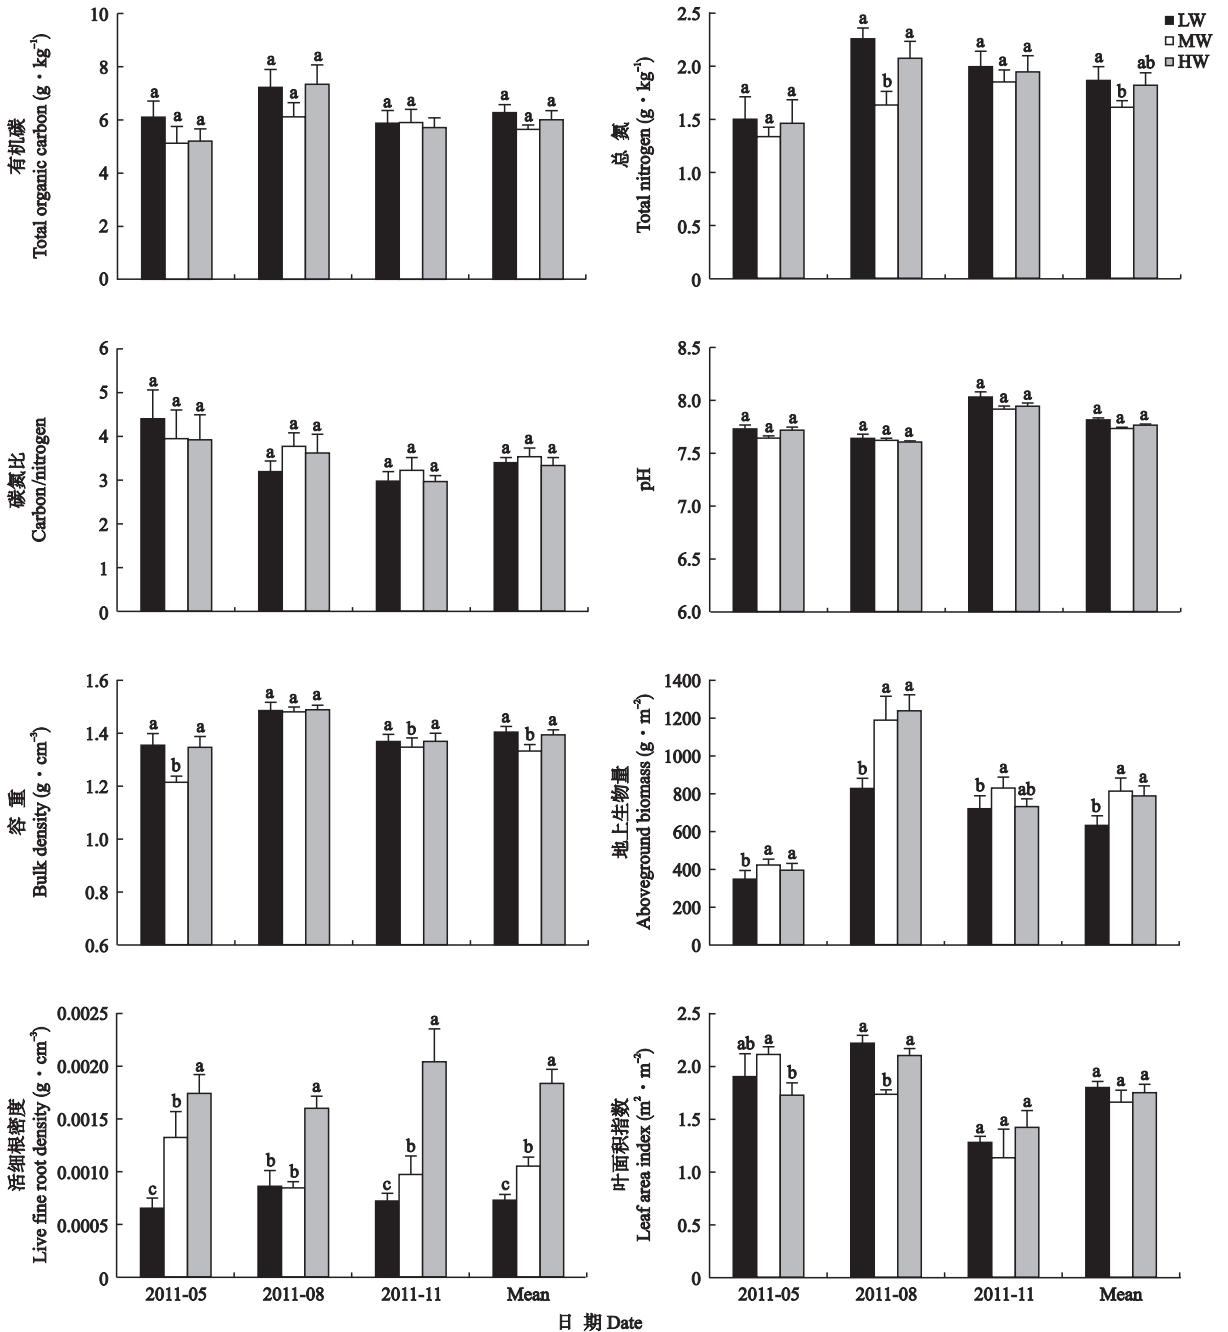 LW
MW
HW
有机碳
Total organic carbon (g · kg⁻¹)
10
8
6
4
2
0
a a a
a a a
a a a
a a a
总 氮
Total nitrogen (g · kg⁻¹)
2.5
2.0
1.5
1.0
0.5
0
a a a
a b a
a a a
a b ab
碳氮比
Carbon/nitrogen
6
5
4
3
2
1
0
a a a
a a a
a a a
a a a
pH
8.5
8.0
7.5
7.0
6.5
6.0
a a a
a a a
a a a
a a a
容 重
Bulk density (g · cm⁻³)
1.6
1.4
1.2
1.0
0.8
0.6
a b a
a a a
a b a
a b a
地上生物量
Aboveground biomass (g · m⁻²)
1400
1200
1000
800
600
400
200
0
b a a
b a a
b a ab
b a a
活细根密度
Live fine root density (g · cm⁻³)
0.0025
0.0020
0.0015
0.0010
0.0005
0
c b a
b b a
c b a
c b a
2011-05 2011-08 2011-11 Mean
叶面积指数
Leaf area index (m² · m⁻²)
2.5
2.0
1.5
1.0
0.5
0
ab a b
a b a
a a a
a a a
2011-05 2011-08 2011-11 Mean
日 期 Date